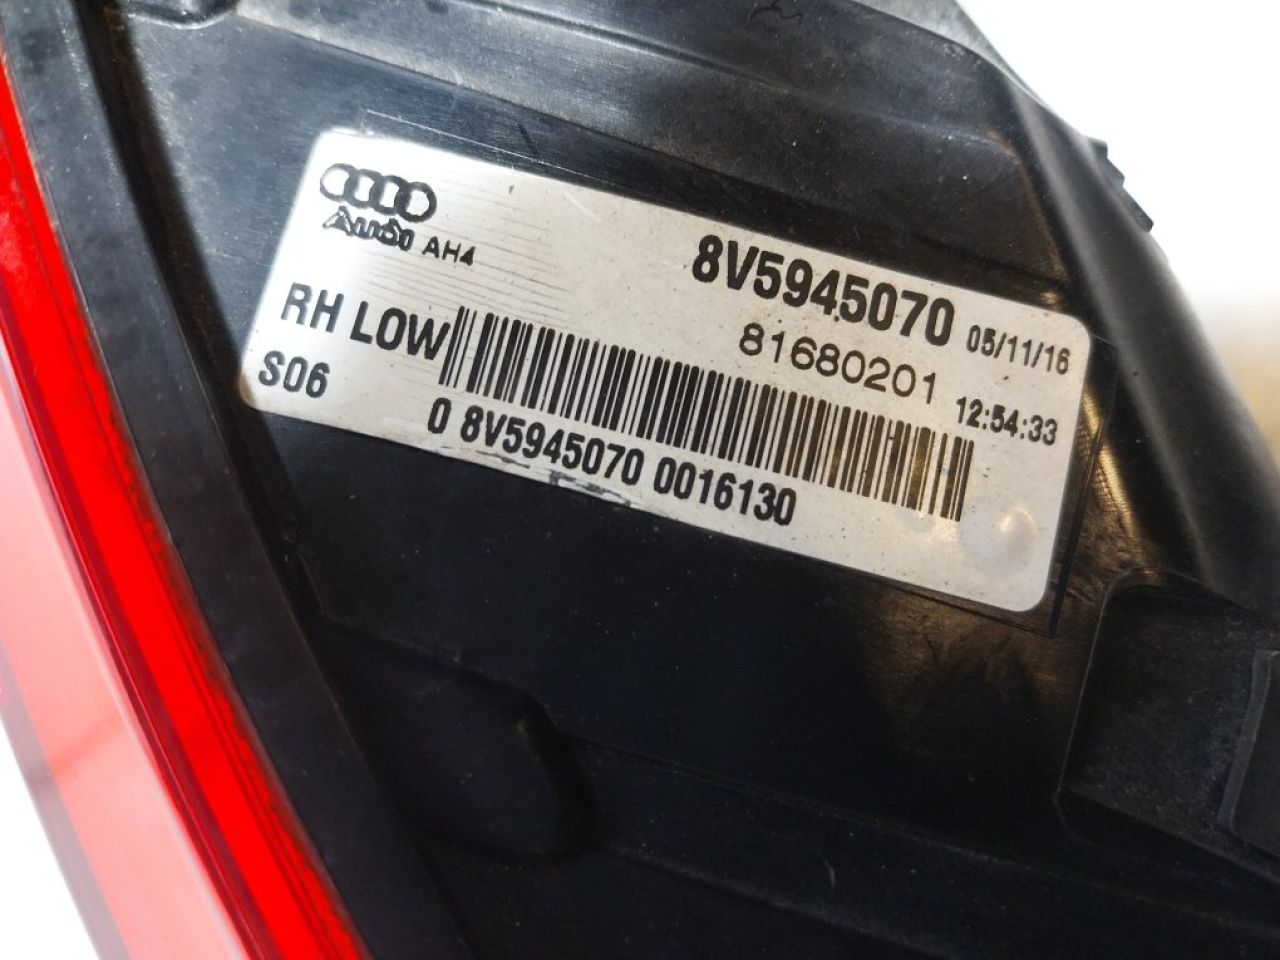 Audi AH4
8V5945070 05/11/16
RH LOW 81680201 12:54:33
S06
0 8V5945070 0016130